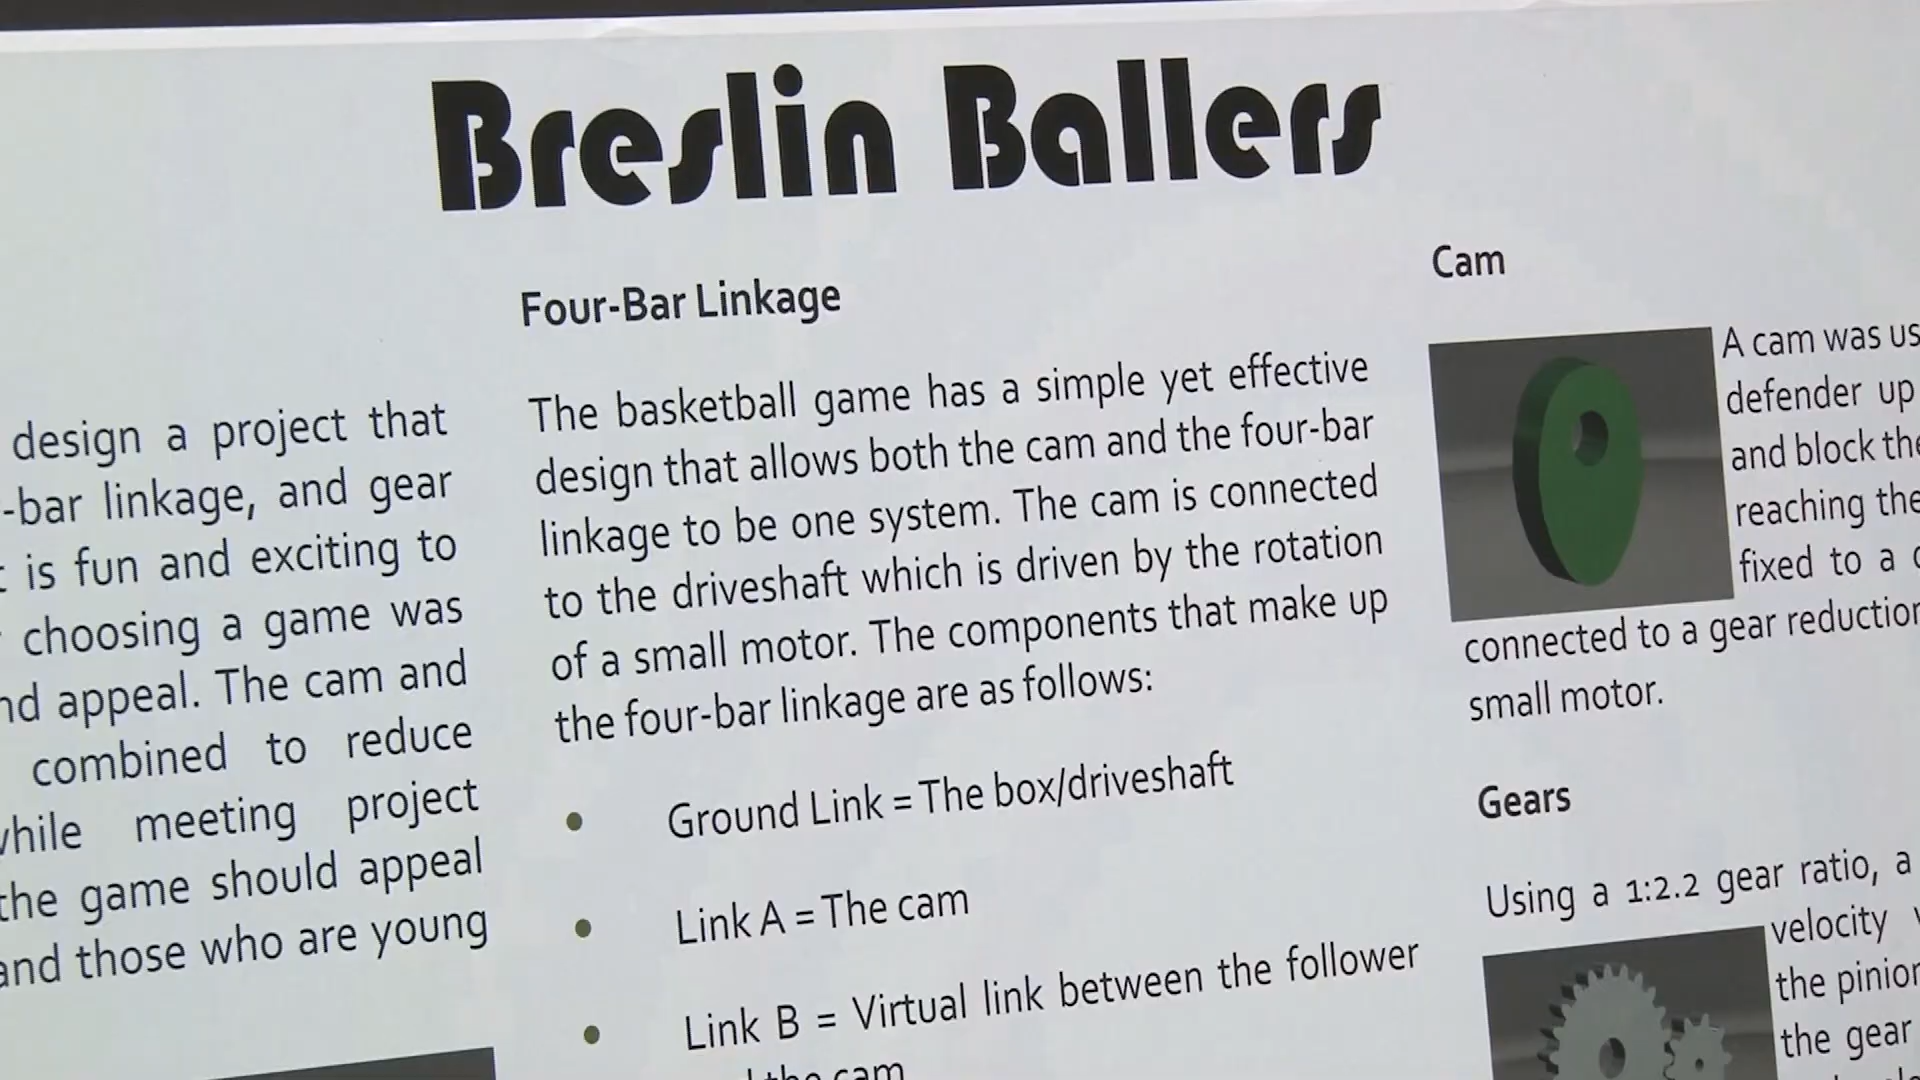 Breslin Ballers
design a project that
-bar linkage, and gear
is fun and exciting to
choosing a game was
appeal. The cam and
combined to reduce
while meeting project
the game should appeal
and those who are young
Four-Bar Linkage
The basketball game has a simple yet effective
design that allows both the cam and the four-bar
linkage to be one system. The cam is connected
to the driveshaft which is driven by the rotation
of a small motor. The components that make up
the four-bar linkage are as follows:
• Ground Link = The box/driveshaft
• Link A = The cam
• Link B = Virtual link between the follower
the cam
Cam
A cam was us
defender up
and block the
reaching the
fixed to a
connected to a gear reduction
small motor.
Gears
Using a 1:2.2 gear ratio, a
velocity
the pinion
the gear